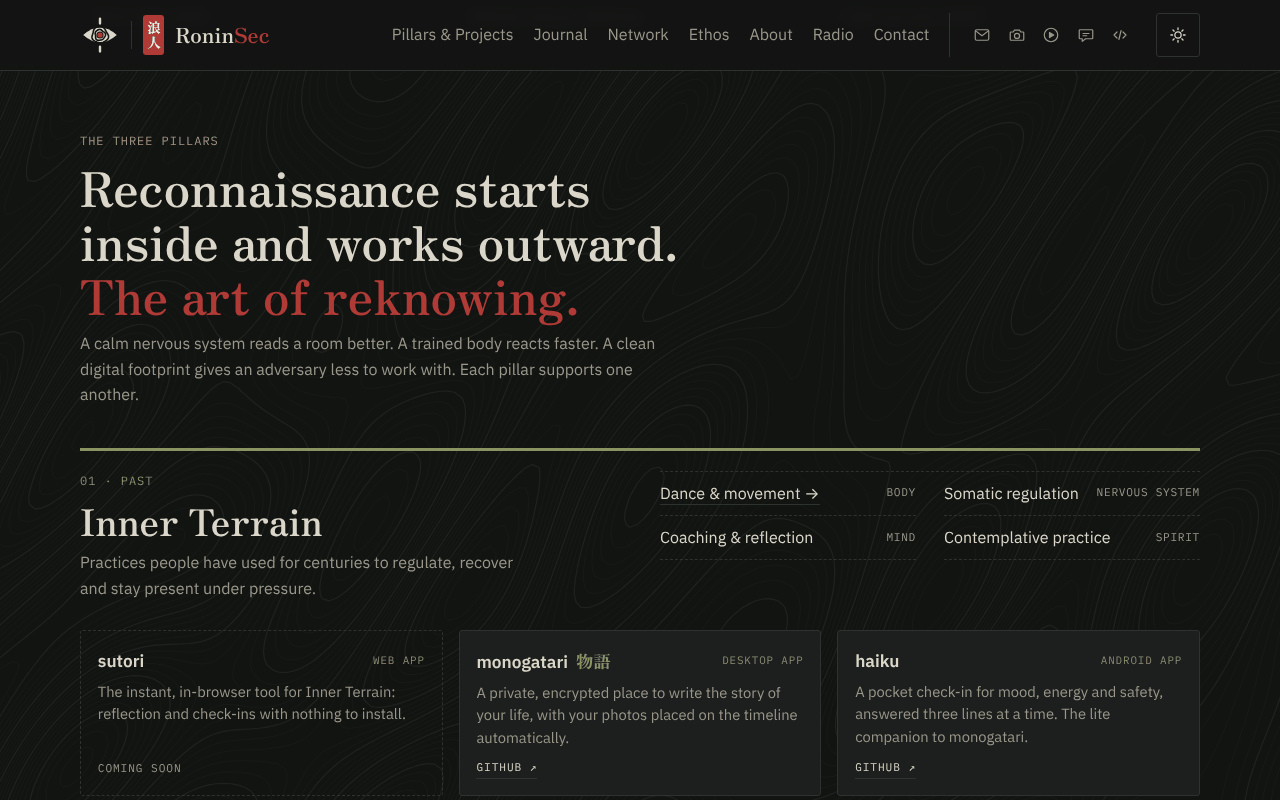 浪人
RoninSec
Pillars & Projects
Journal
Network
Ethos
About
Radio
Contact
THE THREE PILLARS
Reconnaissance starts
inside and works outward.
The art of reknowing.
A calm nervous system reads a room better. A trained body reacts faster. A clean
digital footprint gives an adversary less to work with. Each pillar supports one
another.
01 · PAST
Inner Terrain
Practices people have used for centuries to regulate, recover
and stay present under pressure.
Dance & movement → BODY
Somatic regulation NERVOUS SYSTEM
Coaching & reflection MIND
Contemplative practice SPIRIT
sutori WEB APP
The instant, in-browser tool for Inner Terrain:
reflection and check-ins with nothing to install.
COMING SOON
monogatari 物語 DESKTOP APP
A private, encrypted place to write the story of
your life, with your photos placed on the timeline
automatically.
GITHUB ↗
haiku ANDROID APP
A pocket check-in for mood, energy and safety,
answered three lines at a time. The lite
companion to monogatari.
GITHUB ↗